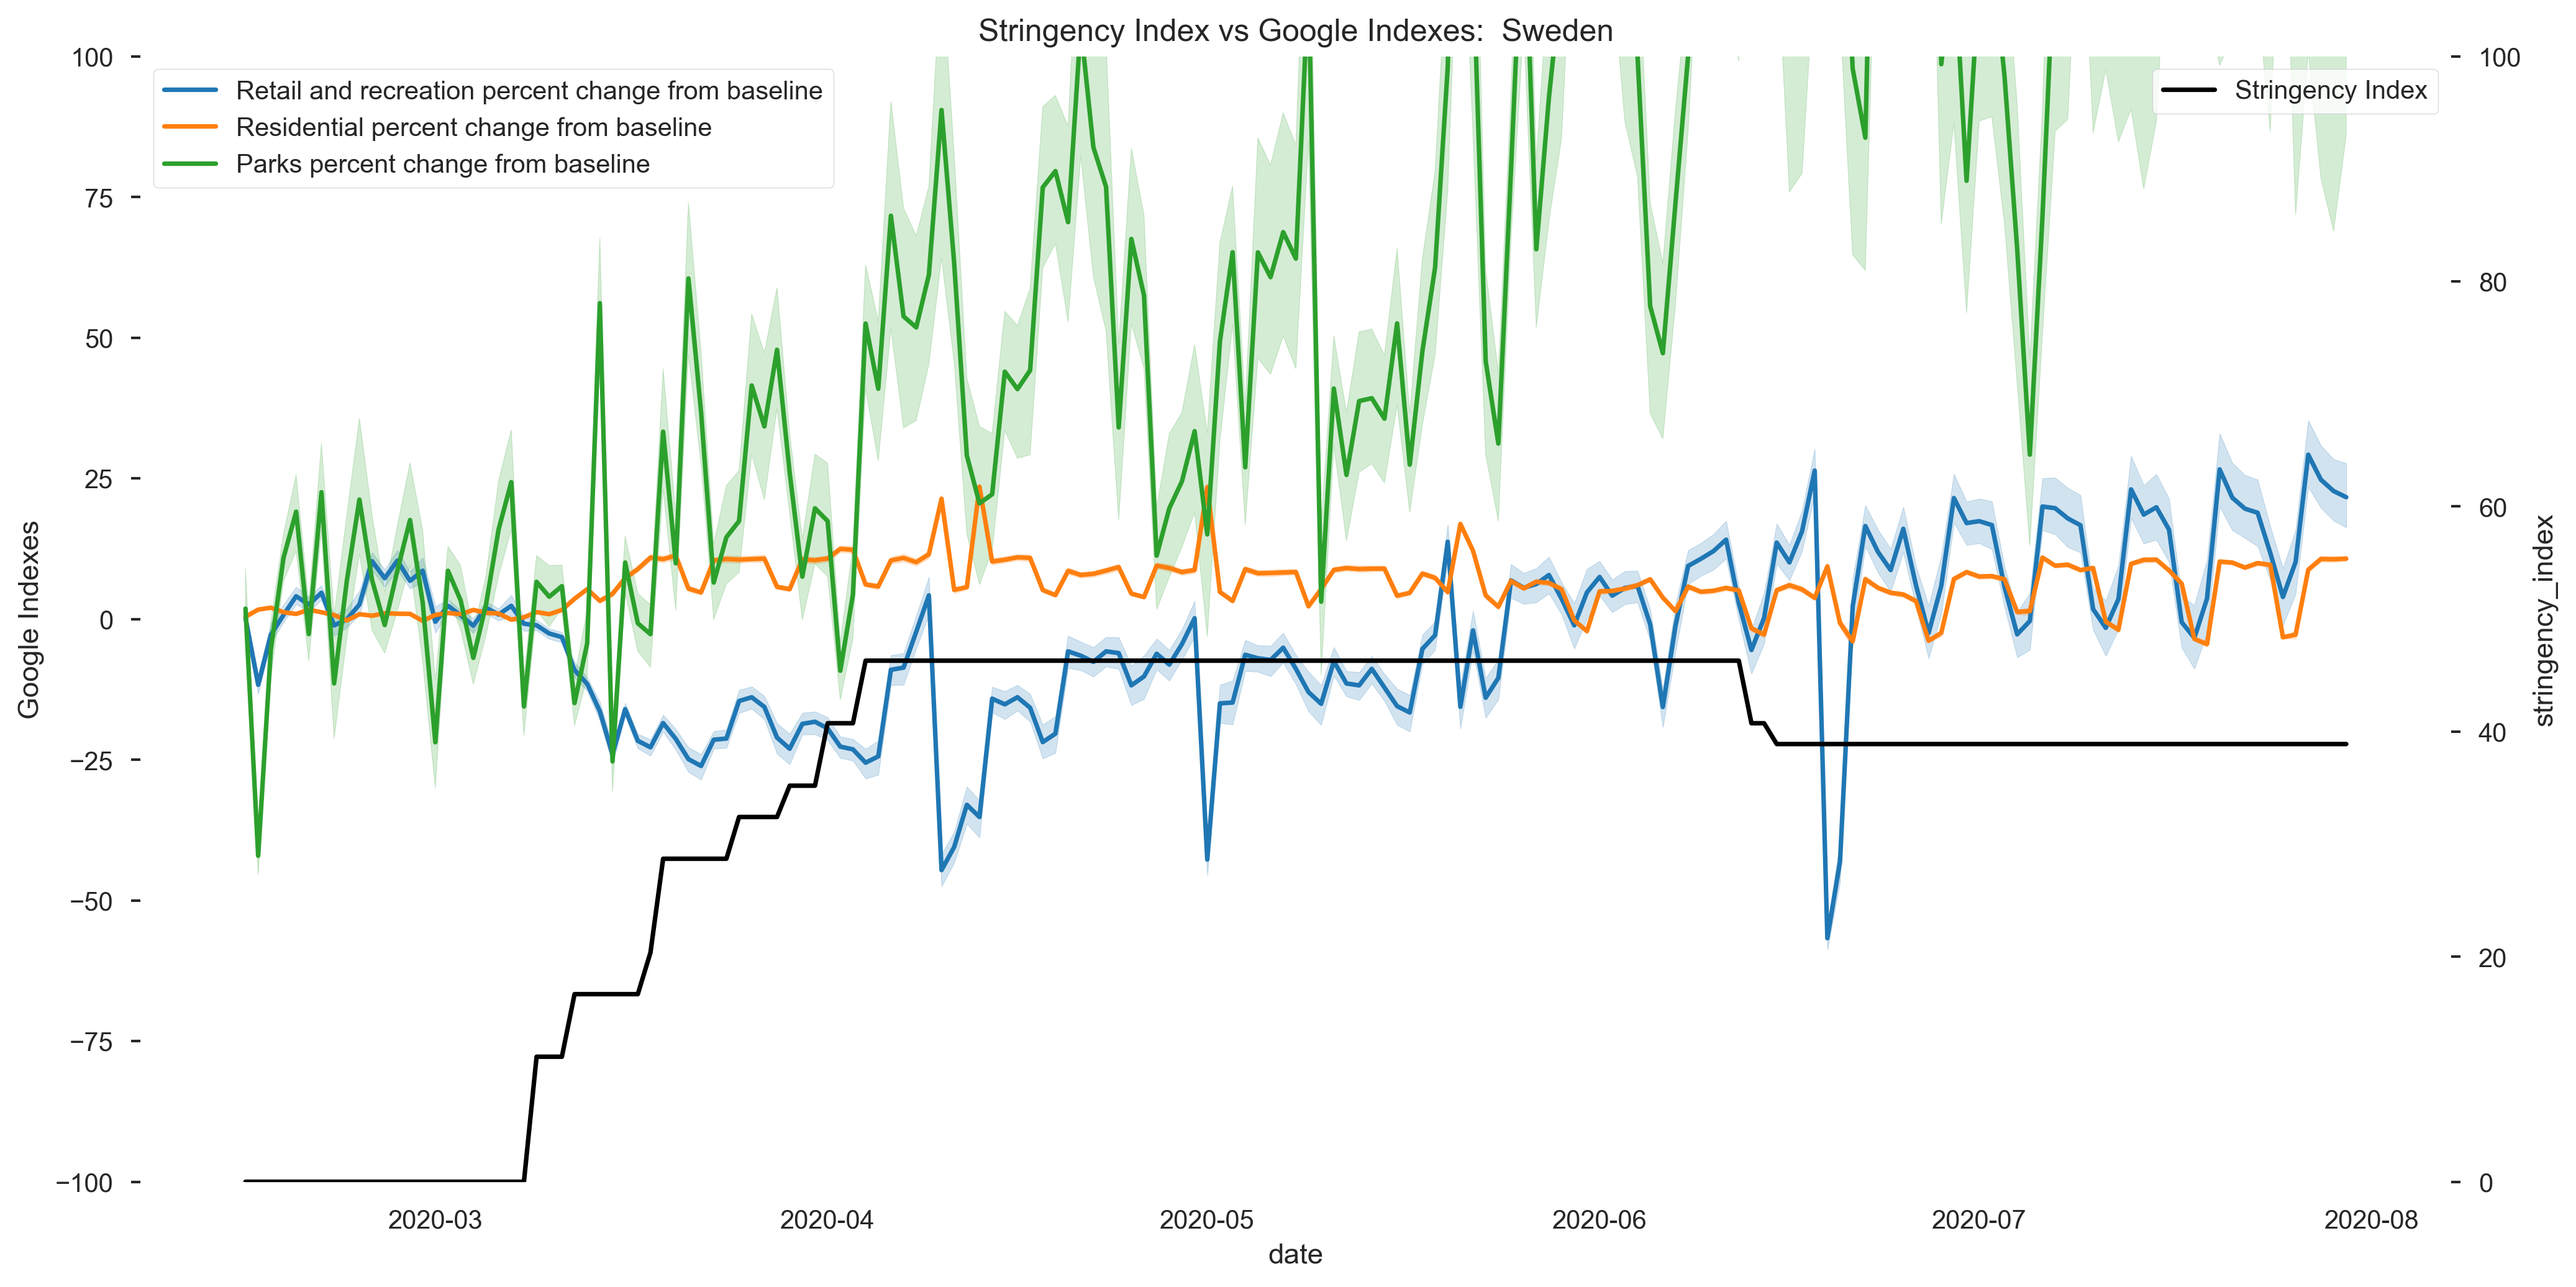 Stringency Index vs Google Indexes:  Sweden
100
75
50
25
0
−25
−50
−75
−100
Google Indexes
Retail and recreation percent change from baseline
Residential percent change from baseline
Parks percent change from baseline
Stringency Index
100
80
60
40
20
0
stringency_index
2020-03
2020-04
2020-05
2020-06
2020-07
2020-08
date